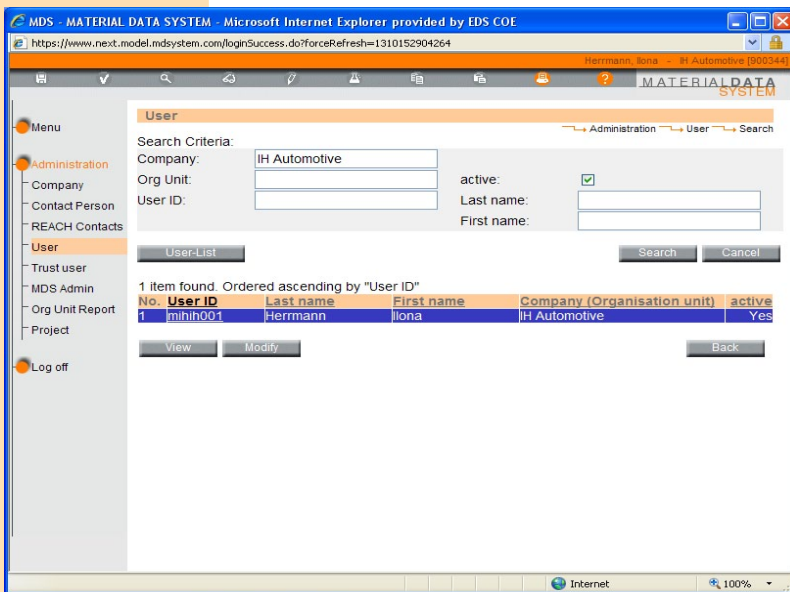 MDS - MATERIAL DATA SYSTEM - Microsoft Internet Explorer provided by EDS COE
https://www.next.model.mdsystem.com/loginSuccess.do?forceRefresh=1310152904264
Herrmann, Ilona - IH Automotive [900344]
MATERIALDATA
SYSTEM
Menu
Administration
Company
Contact Person
REACH Contacts
User
Trust user
MDS Admin
Org Unit Report
Project
Log off
User
Administration User Search
Search Criteria:
Company: IH Automotive
Org Unit: active:
User ID: Last name:
First name:
User-List Search Cancel
1 item found. Ordered ascending by "User ID"
No. User ID Last name First name Company (Organisation unit) active
1 mihih001 Herrmann Ilona IH Automotive Yes
View Modify Back
Internet 100%